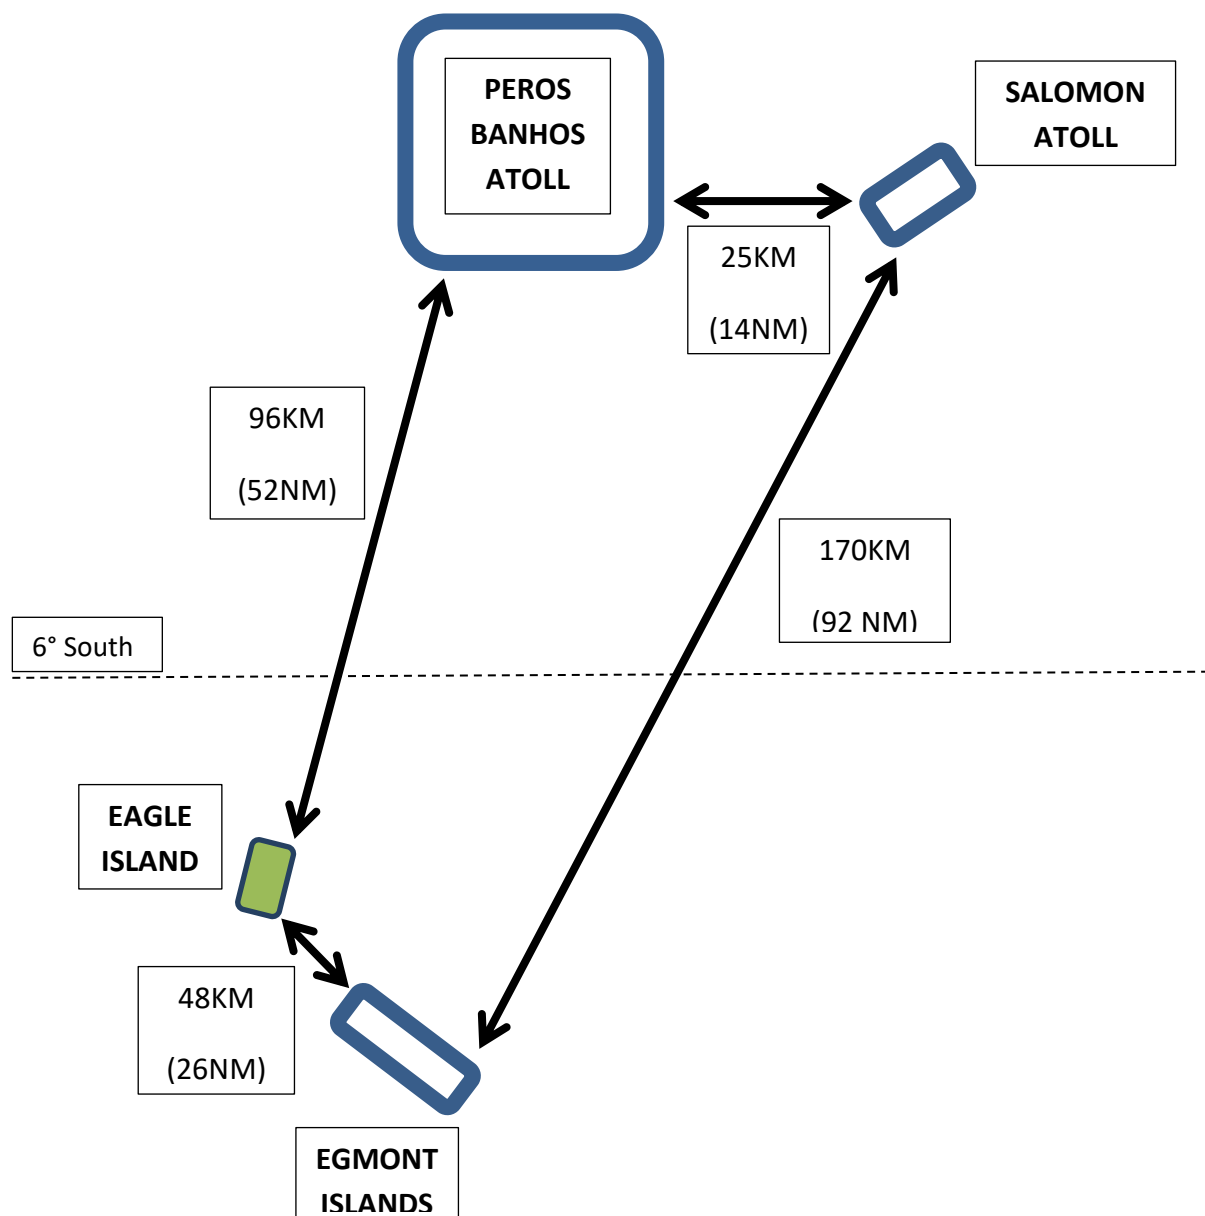 PEROS
BANHOS
ATOLL
SALOMON
ATOLL
25KM
(14NM)
96KM
(52NM)
170KM
(92 NM)
6° South
EAGLE
ISLAND
48KM
(26NM)
EGMONT
ISLANDS